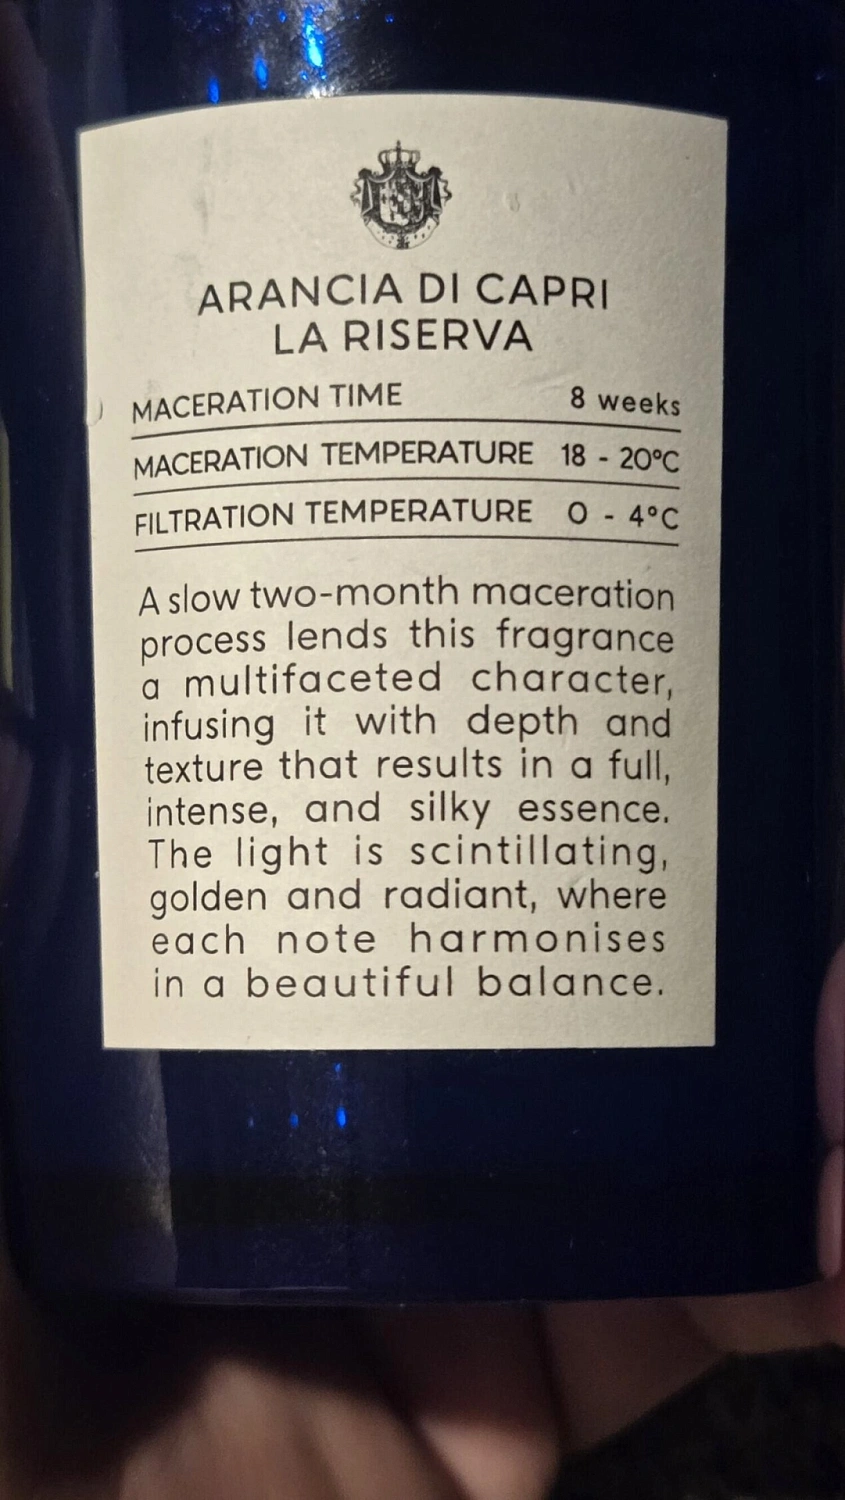 ARANCIA DI CAPRI
LA RISERVA
MACERATION TIME 8 weeks
MACERATION TEMPERATURE 18 - 20°C
FILTRATION TEMPERATURE 0 - 4°C
A slow two-month maceration
process lends this fragrance
a multifaceted character,
infusing it with depth and
texture that results in a full,
intense, and silky essence.
The light is scintillating,
golden and radiant, where
each note harmonises
in a beautiful balance.